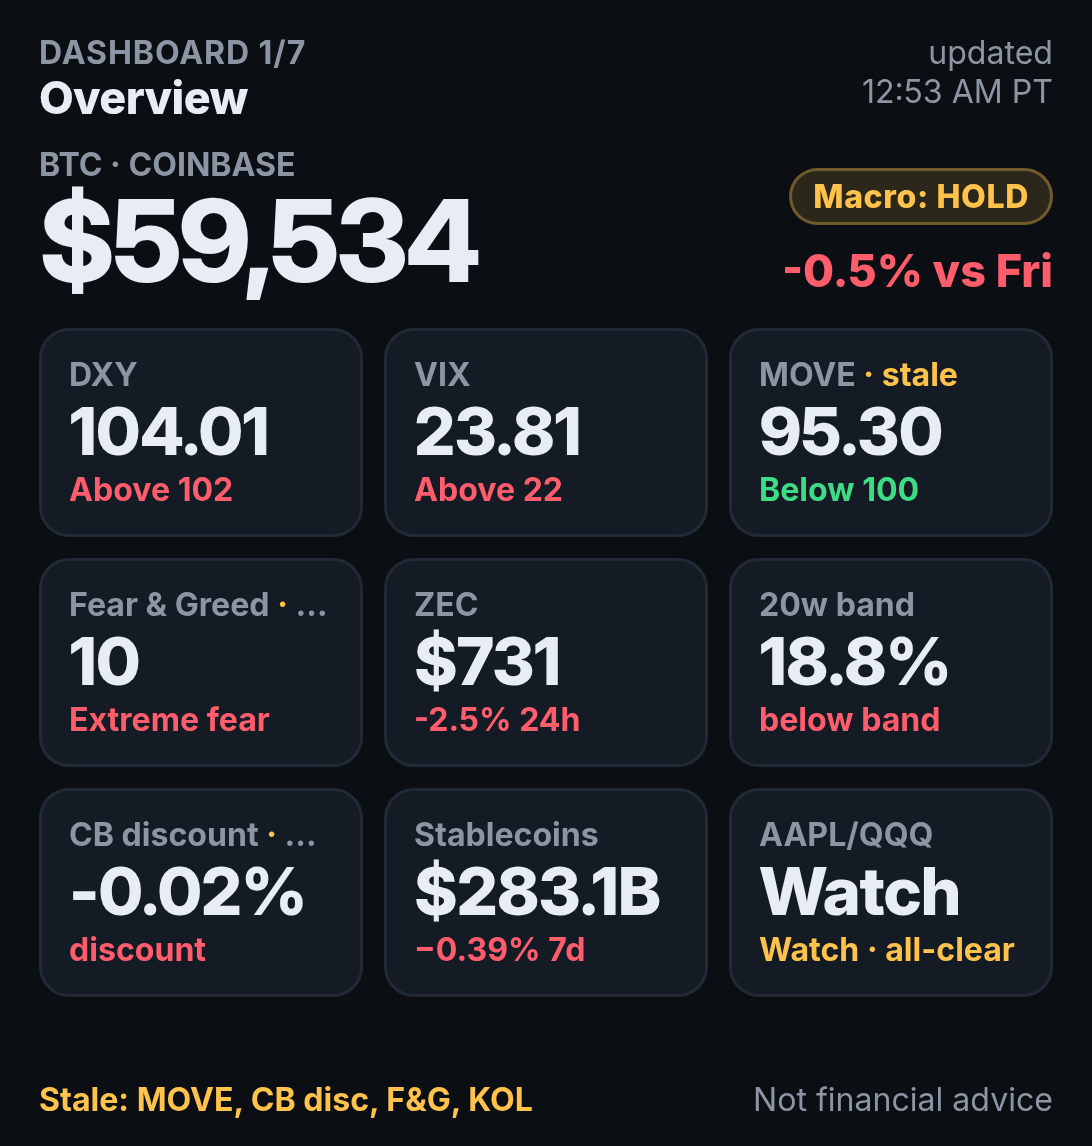 DASHBOARD 1/7
updated
Overview
12:53 AM PT
BTC · COINBASE
$59,534
Macro: HOLD
-0.5% vs Fri
DXY
104.01
Above 102
VIX
23.81
Above 22
MOVE · stale
95.30
Below 100
Fear & Greed · ...
10
Extreme fear
ZEC
$731
-2.5% 24h
20w band
18.8%
below band
CB discount · ...
-0.02%
discount
Stablecoins
$283.1B
−0.39% 7d
AAPL/QQQ
Watch
Watch · all-clear
Stale: MOVE, CB disc, F&G, KOL
Not financial advice